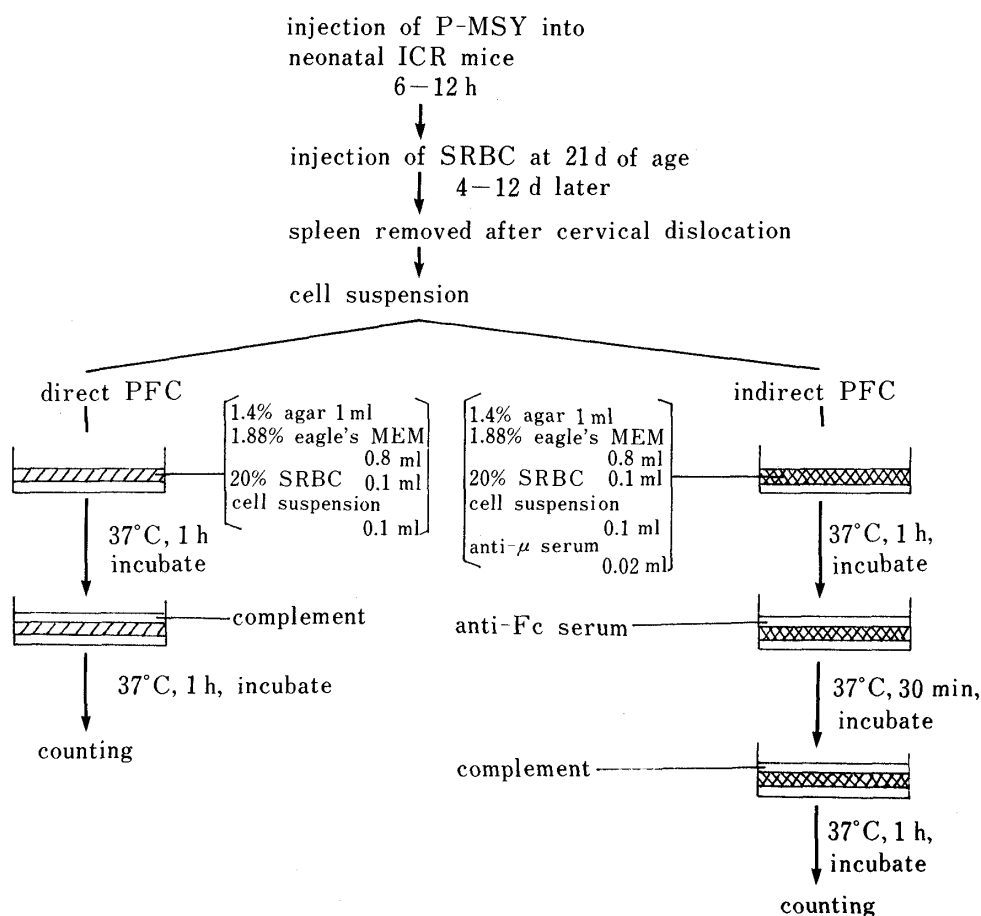 injection of P-MSY into
neonatal ICR mice
6-12 h
injection of SRBC at 21d of age
4-12 d later
spleen removed after cervical dislocation
cell suspension
direct PFC
1.4% agar 1 ml
1.88% eagle's MEM
0.8 ml
20% SRBC 0.1 ml
cell suspension
0.1 ml
37°C, 1 h
incubate
complement
37°C, 1 h, incubate
counting
indirect PFC
1.4% agar 1 ml
1.88% eagle's MEM
0.8 ml
20% SRBC 0.1 ml
cell suspension
0.1 ml
anti-μ serum
0.02 ml
37°C, 1 h,
incubate
anti-Fc serum
37°C, 30 min,
incubate
complement
37°C, 1 h,
incubate
counting